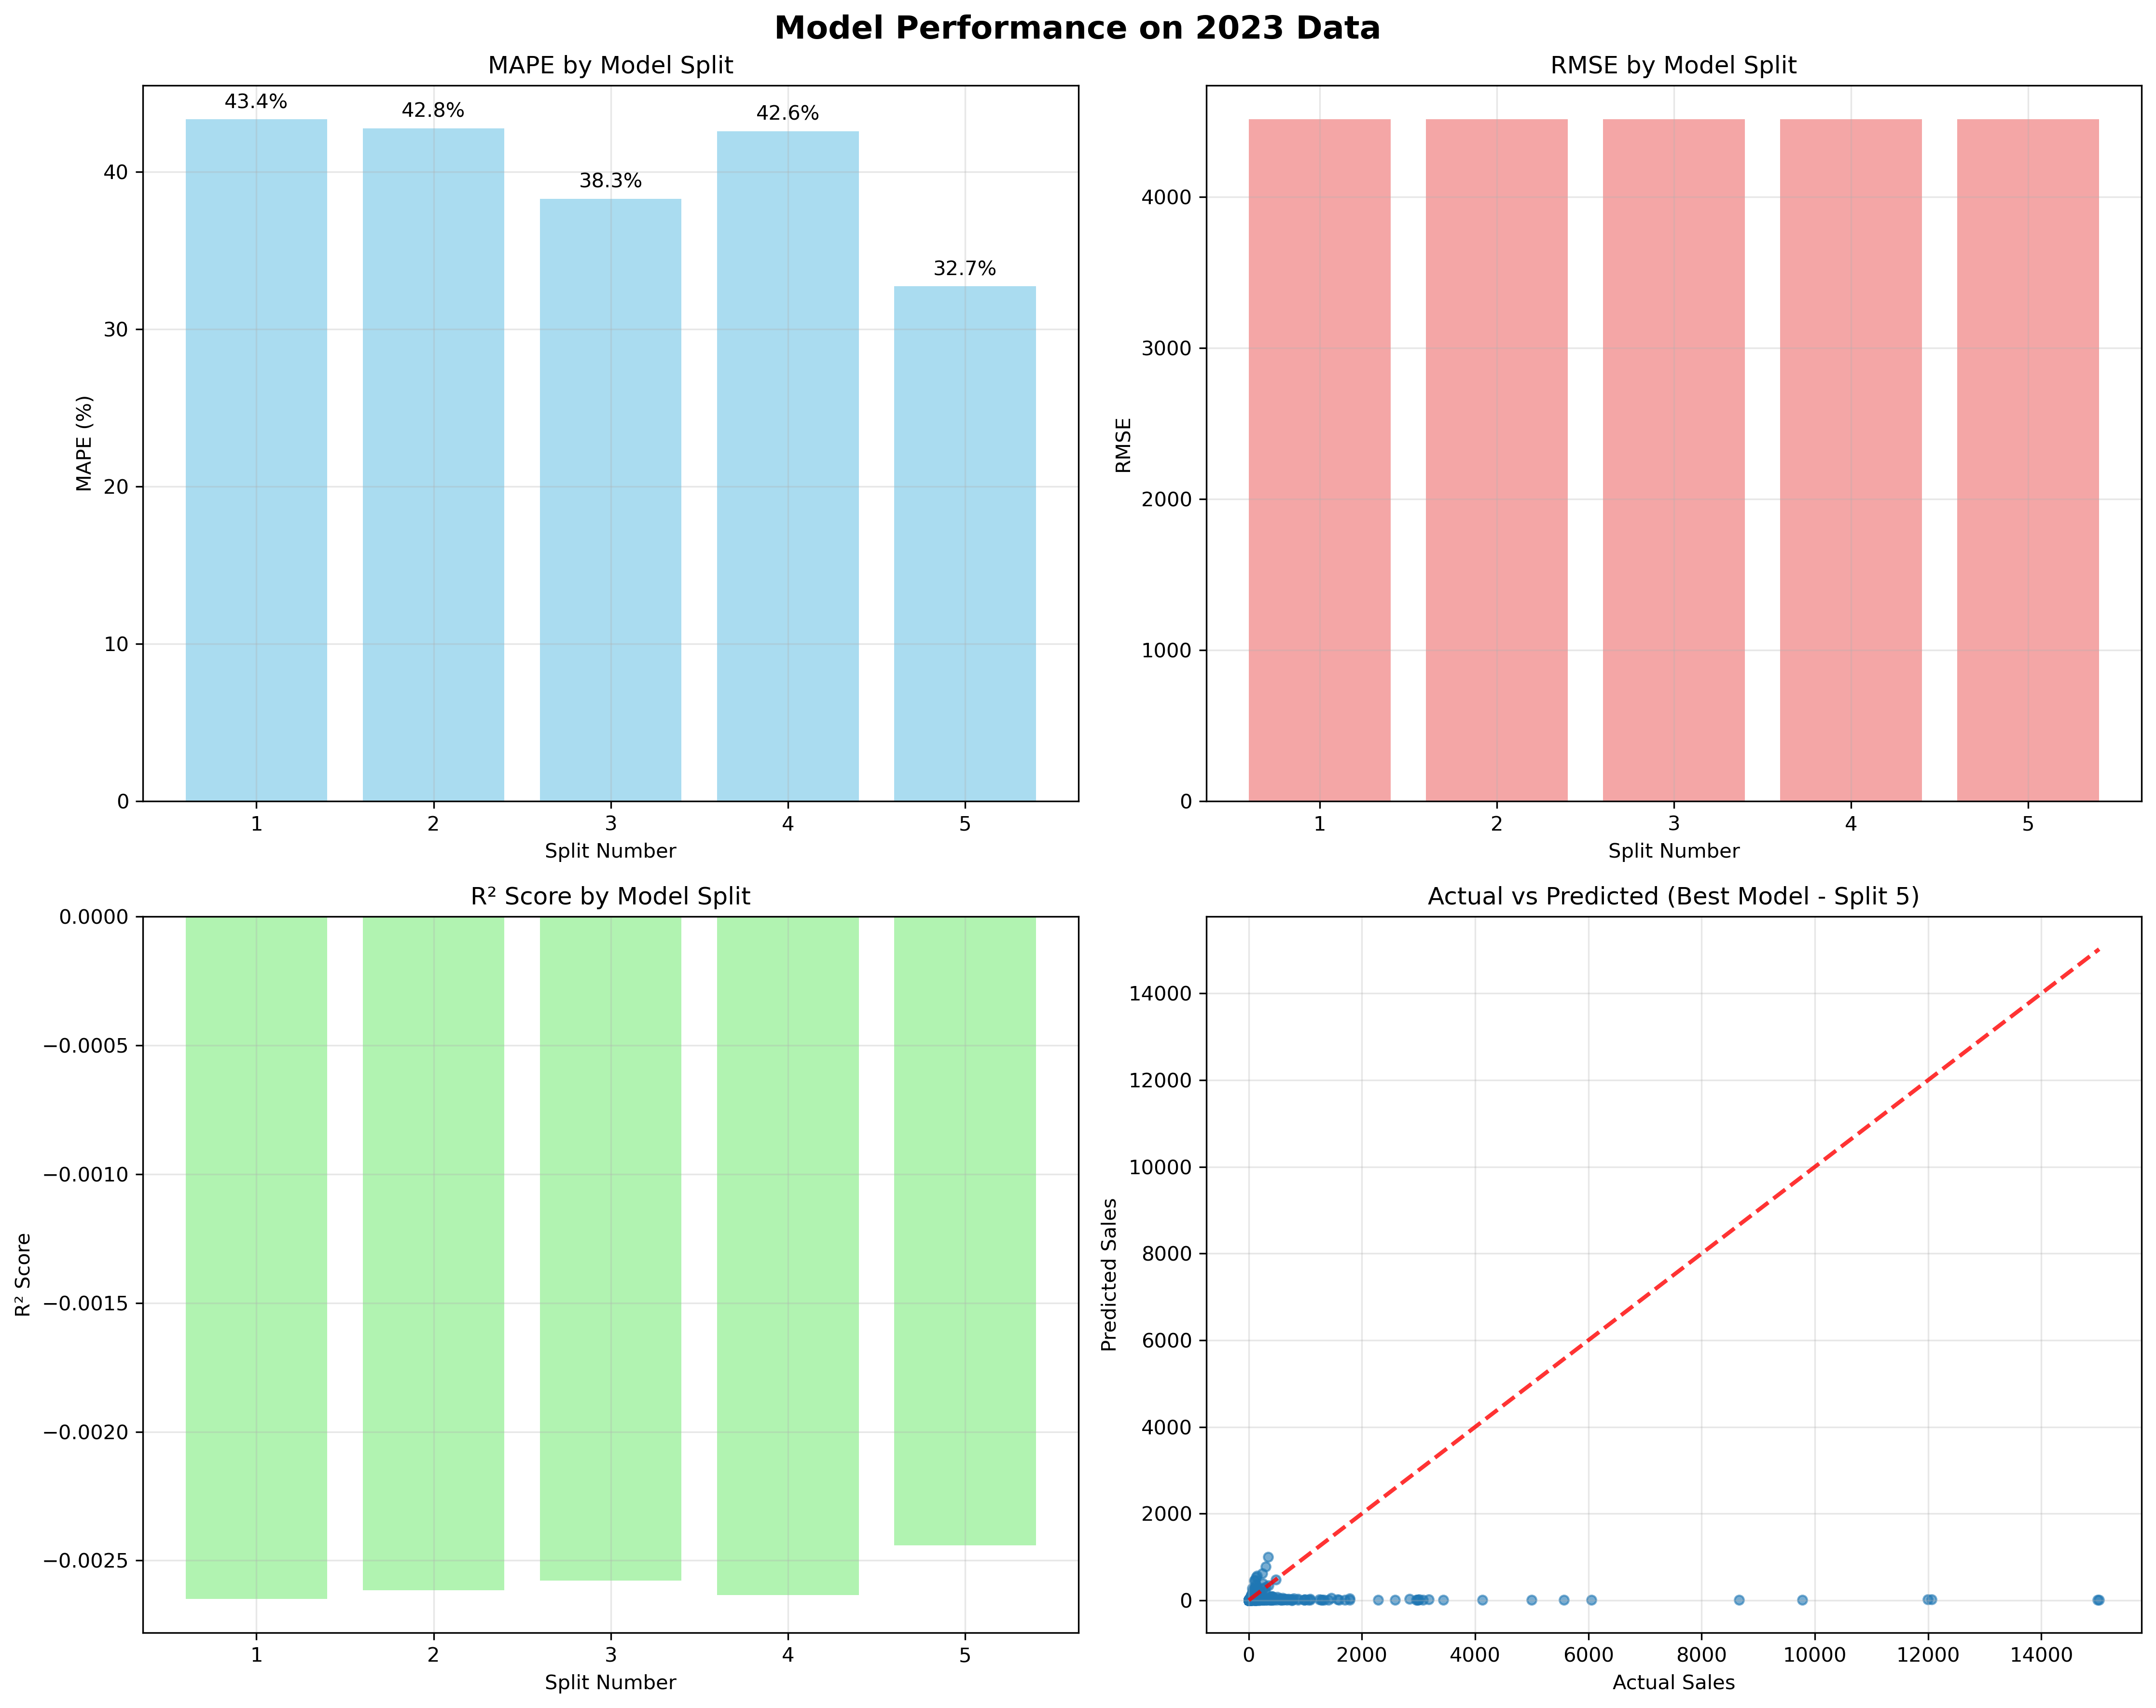 Model Performance on 2023 Data
MAPE by Model Split
43.4%
42.8%
38.3%
42.6%
32.7%
40
30
20
10
0
MAPE (%)
1 2 3 4 5
Split Number
RMSE by Model Split
4000
3000
2000
1000
0
RMSE
1 2 3 4 5
Split Number
R² Score by Model Split
0.0000
−0.0005
−0.0010
−0.0015
−0.0020
−0.0025
R² Score
1 2 3 4 5
Split Number
Actual vs Predicted (Best Model - Split 5)
14000
12000
10000
8000
6000
4000
2000
0
Predicted Sales
0 2000 4000 6000 8000 10000 12000 14000
Actual Sales